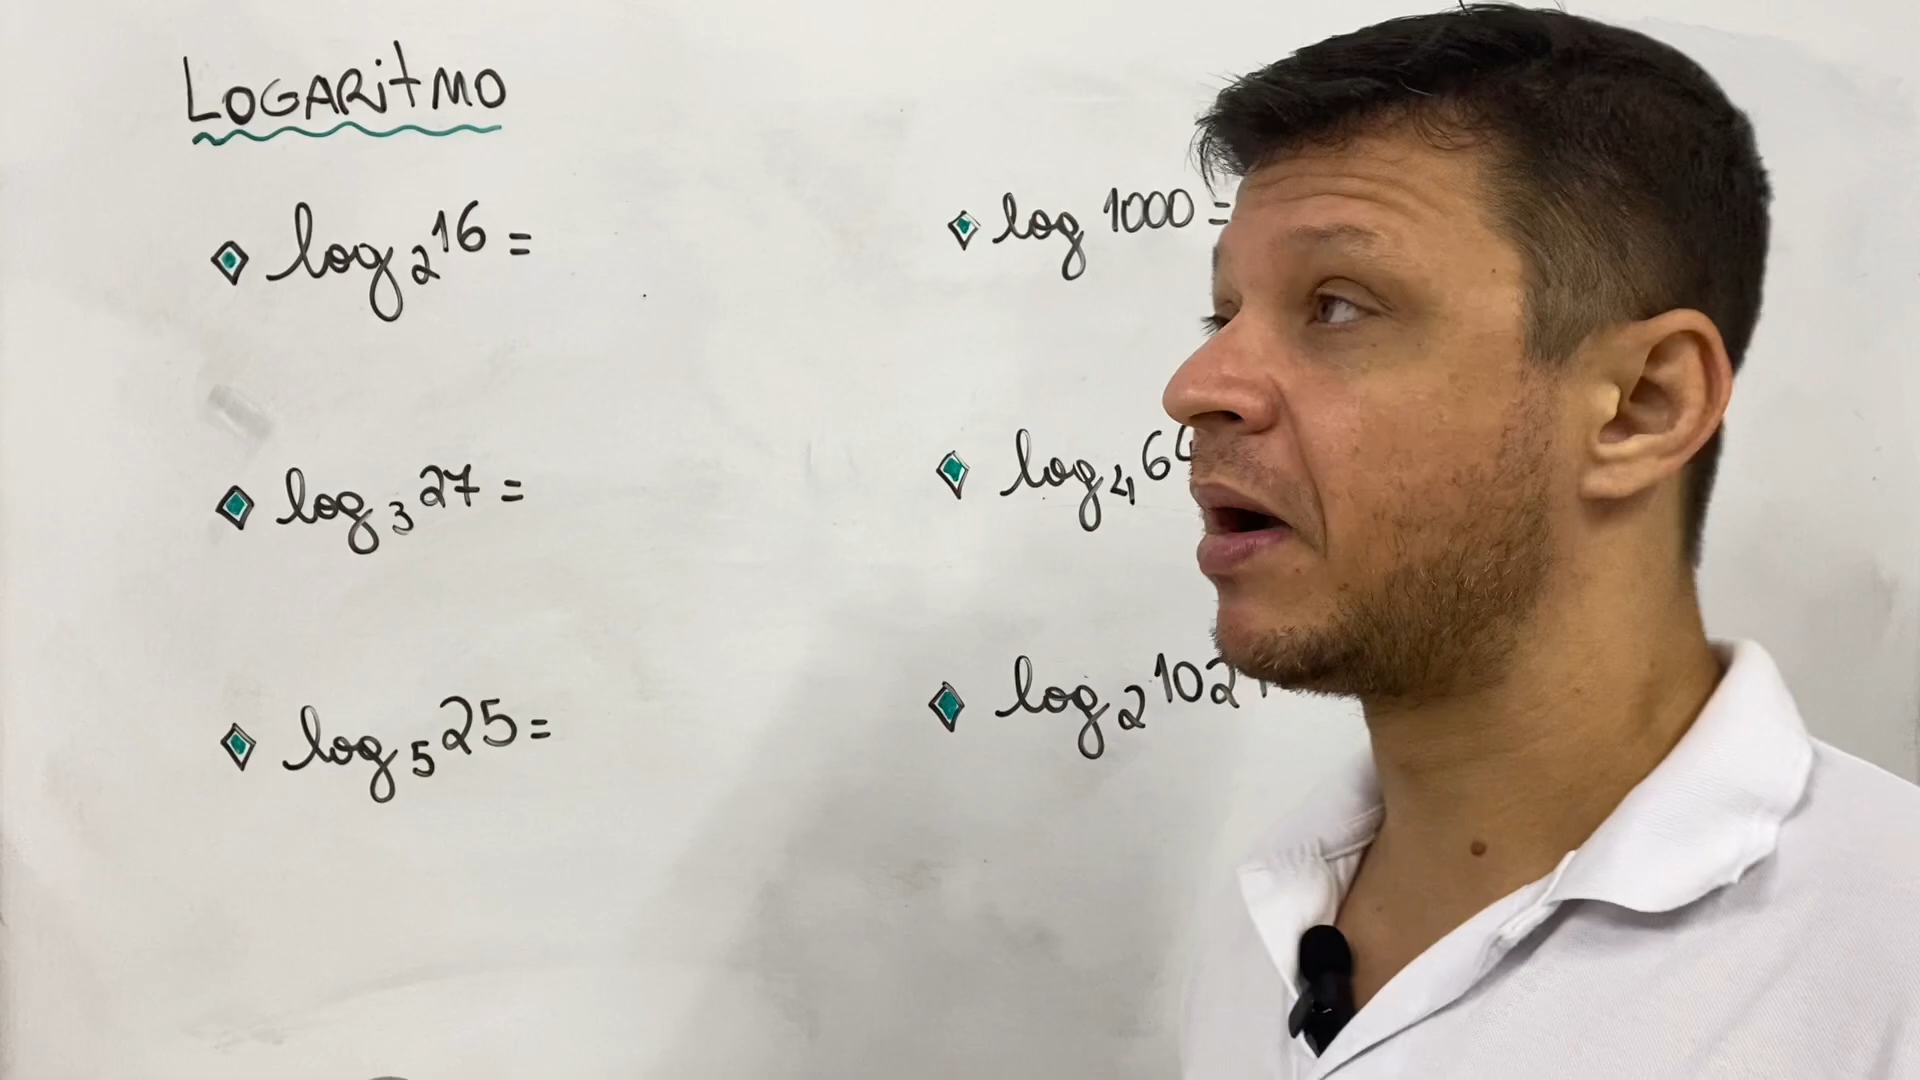 LOGARitMO
log₂16 =
log₃27 =
log₅25 =
log 1000 =
log₄6
log₂102